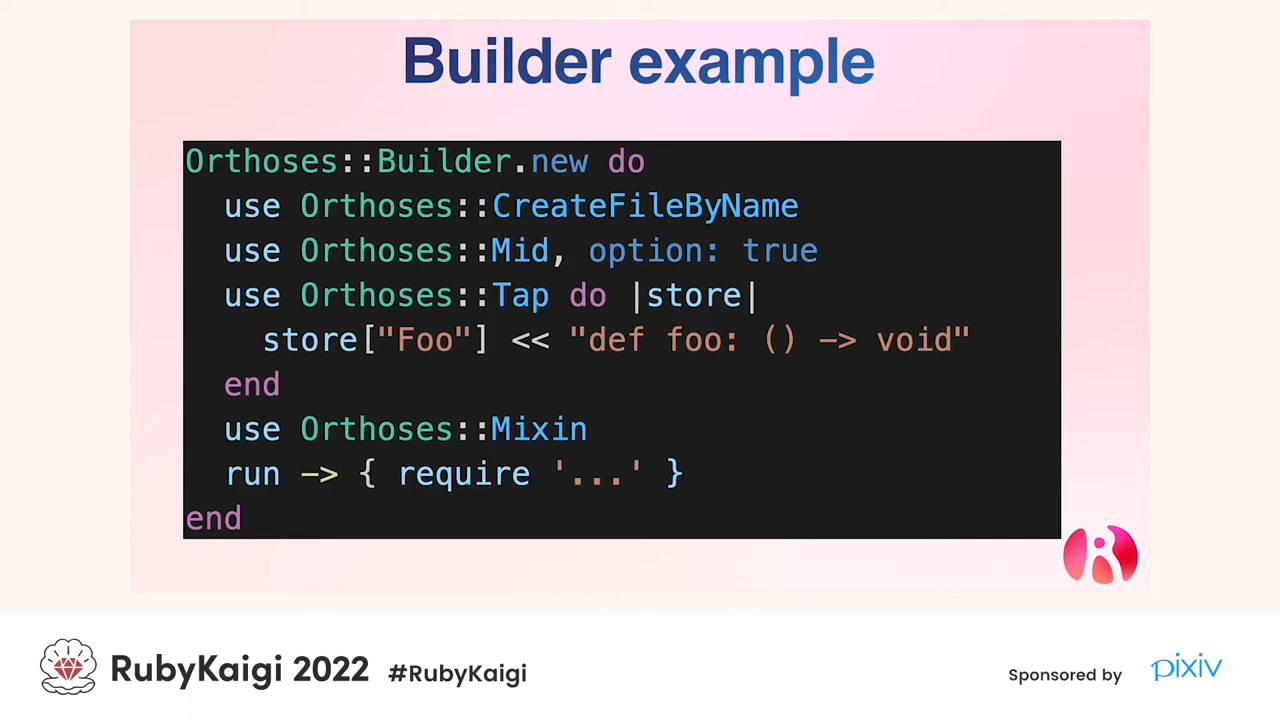 Builder example
Orthoses::Builder.new do
  use Orthoses::CreateFileByName
  use Orthoses::Mid, option: true
  use Orthoses::Tap do |store|
    store["Foo"] << "def foo: () -> void"
  end
  use Orthoses::Mixin
  run -> { require '...' }
end
RubyKaigi 2022 #RubyKaigi
Sponsored by pixiv